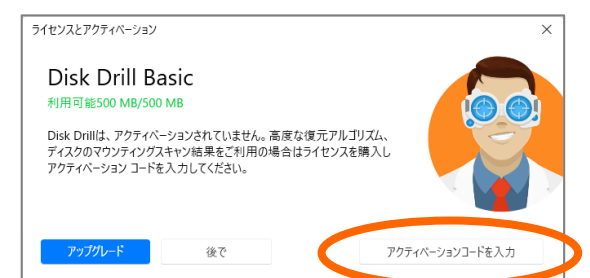 ライセンスとアクティベーション
Disk Drill Basic
利用可能500 MB/500 MB
Disk Drillは、アクティベーションされていません。高度な復元アルゴリズム、
ディスクのマウンティングスキャン結果をご利用の場合はライセンスを購入し
アクティベーション コードを入力してください。
アップグレード
後で
アクティベーションコードを入力